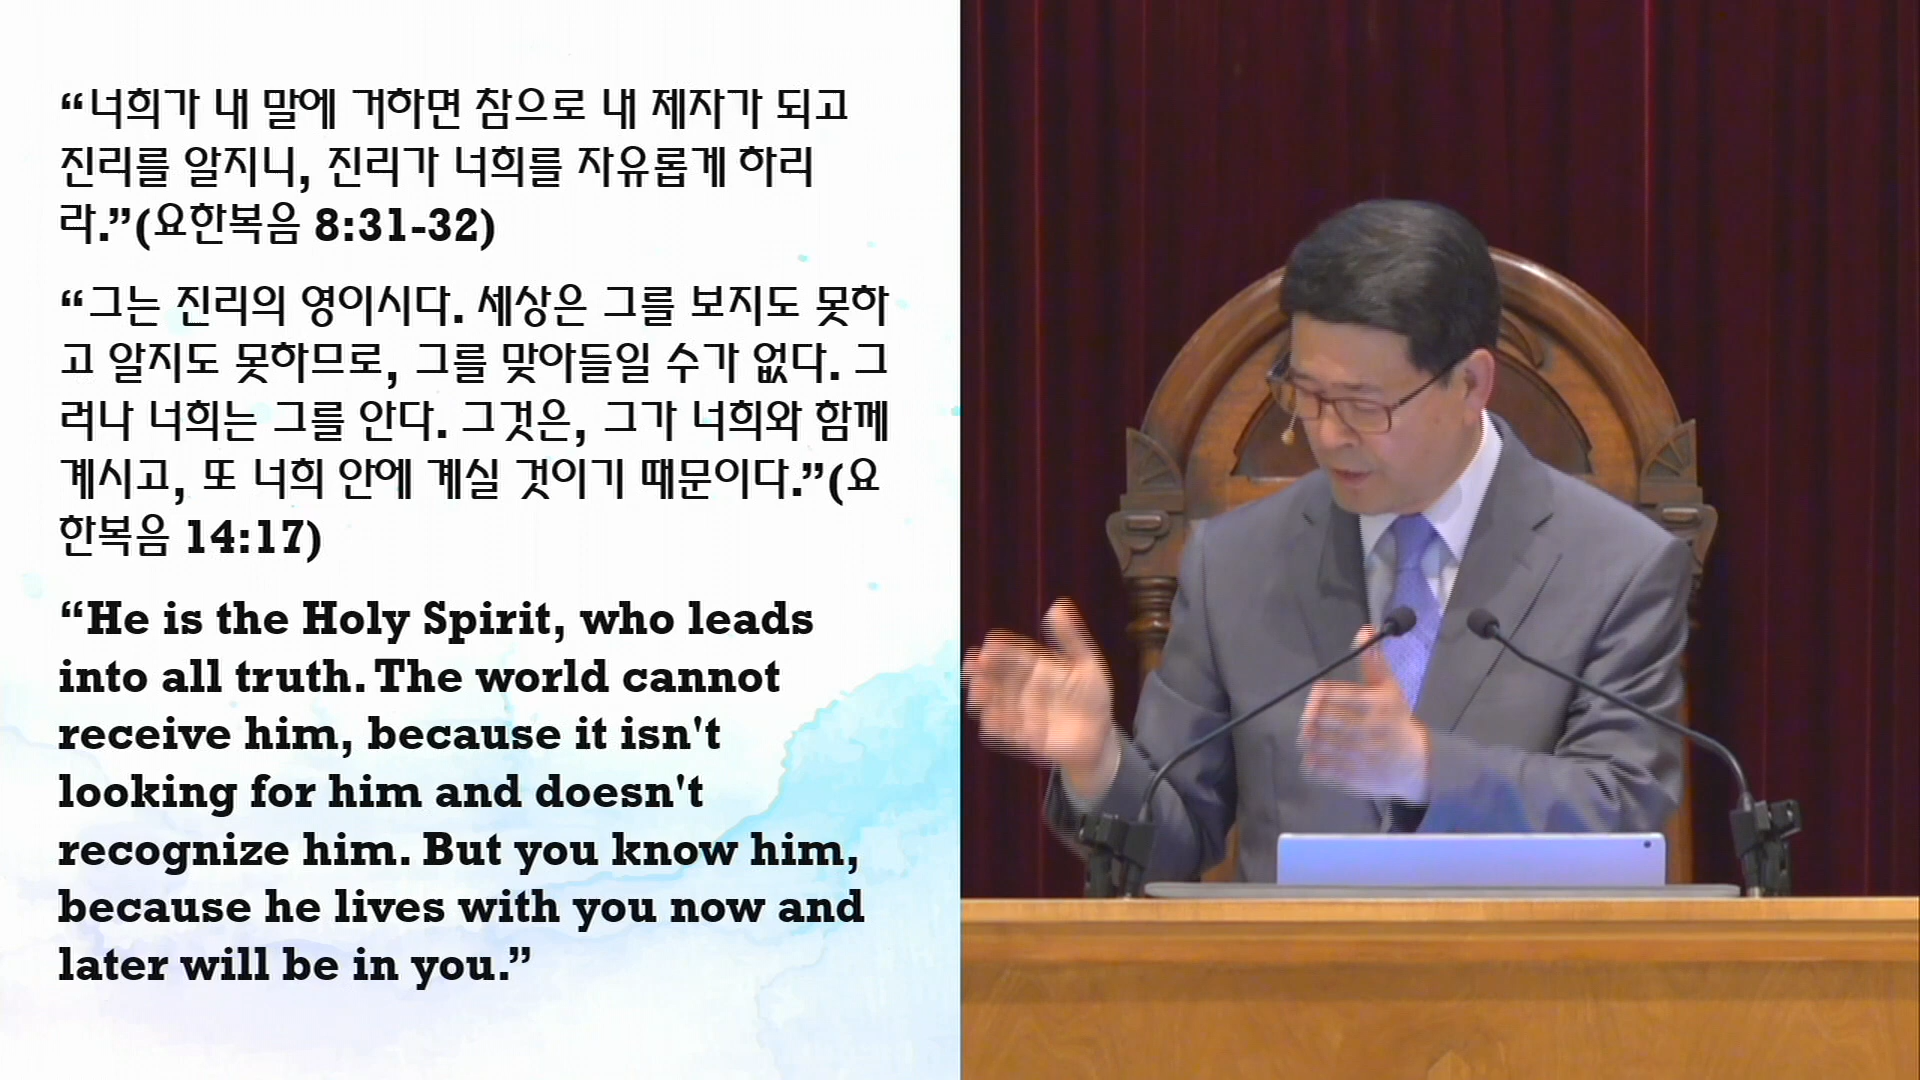 “너희가 내 말에 거하면 참으로 내 제자가 되고
진리를 알지니, 진리가 너희를 자유롭게 하리
라.”(요한복음 8:31-32)
“그는 진리의 영이시다. 세상은 그를 보지도 못하
고 알지도 못하므로, 그를 맞아들일 수가 없다. 그
러나 너희는 그를 안다. 그것은, 그가 너희와 함께
계시고, 또 너희 안에 계실 것이기 때문이다.”(요
한복음 14:17)
“He is the Holy Spirit, who leads
into all truth. The world cannot
receive him, because it isn't
looking for him and doesn't
recognize him. But you know him,
because he lives with you now and
later will be in you.”